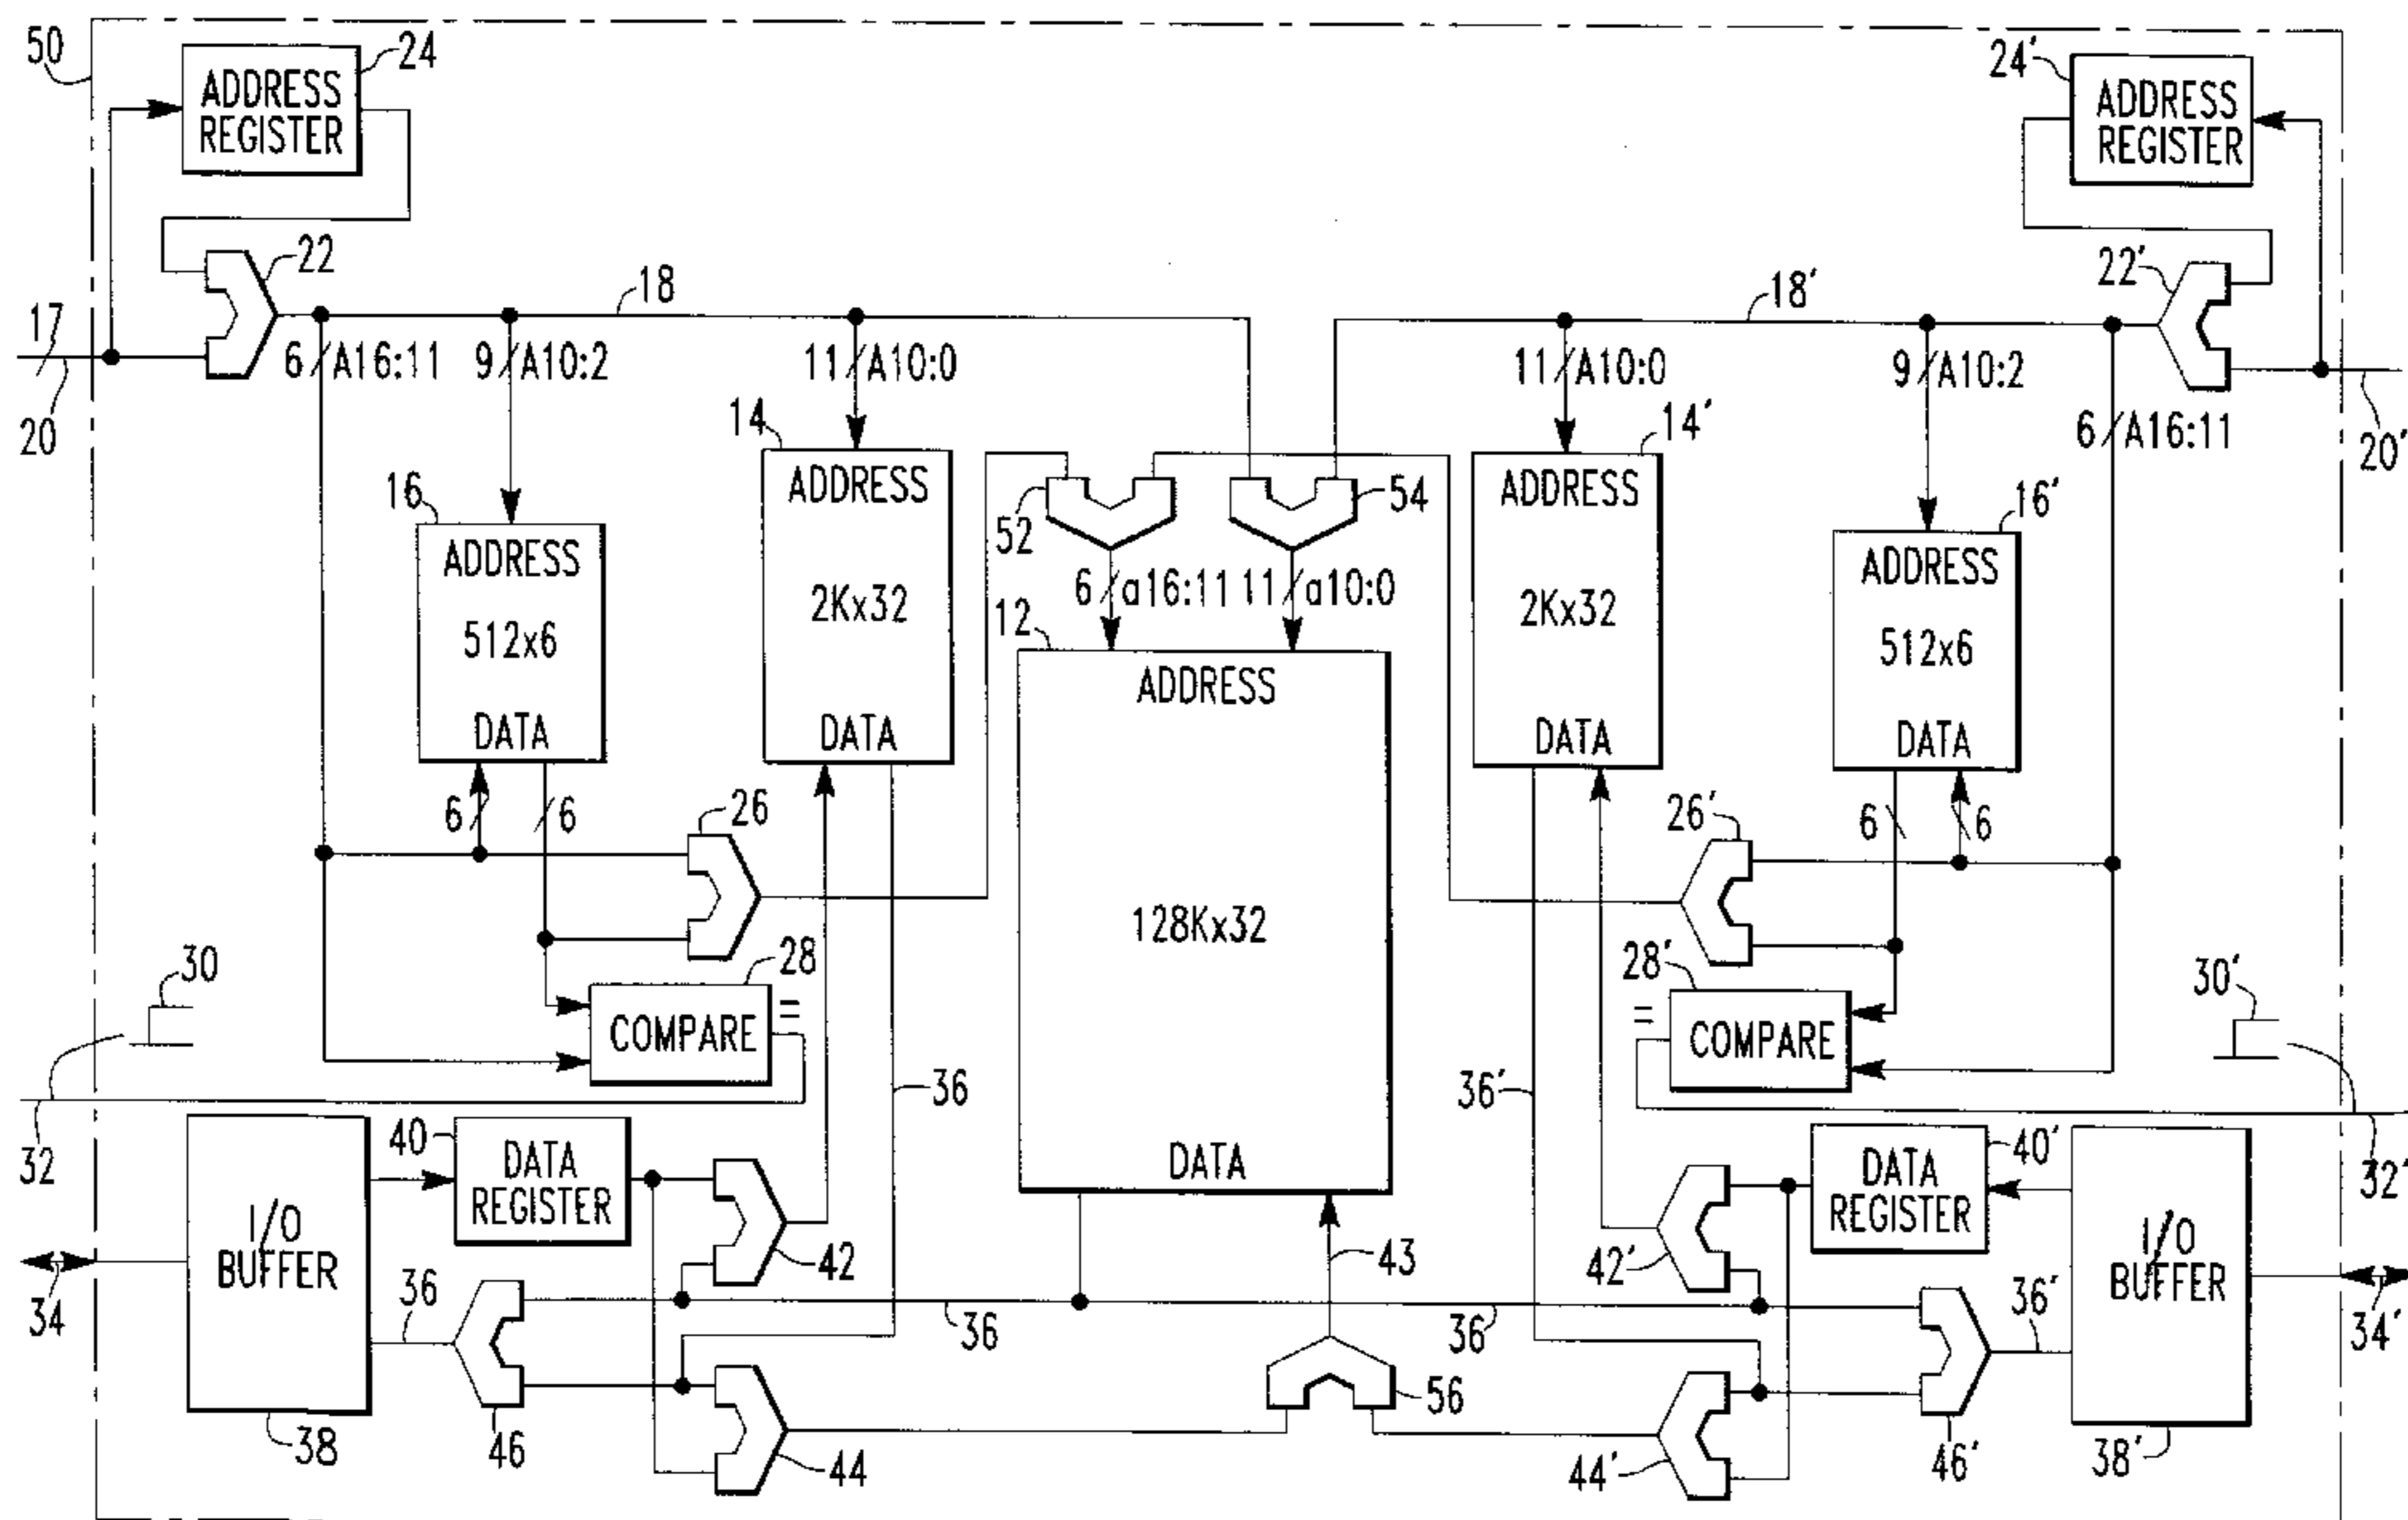 50
ADDRESS
REGISTER
24
24'
ADDRESS
REGISTER
22
18
18'
22'
17
20
6
A16:11
9
A10:2
11
A10:0
11
A10:0
9
A10:2
6
A16:11
20'
14
ADDRESS
2Kx32
DATA
16
ADDRESS
512x6
DATA
52
54
6
a16:11
11
a10:0
12
ADDRESS
128Kx32
DATA
14'
ADDRESS
2Kx32
DATA
16'
ADDRESS
512x6
DATA
6
6
26
26'
6
6
28
COMPARE
=
28'
=
COMPARE
30
30'
32
36
36'
32'
I/O
BUFFER
40
DATA
REGISTER
42
43
42'
40'
DATA
REGISTER
I/O
BUFFER
34
36
36
36
36'
34'
38
46
44
56
44'
46'
38'